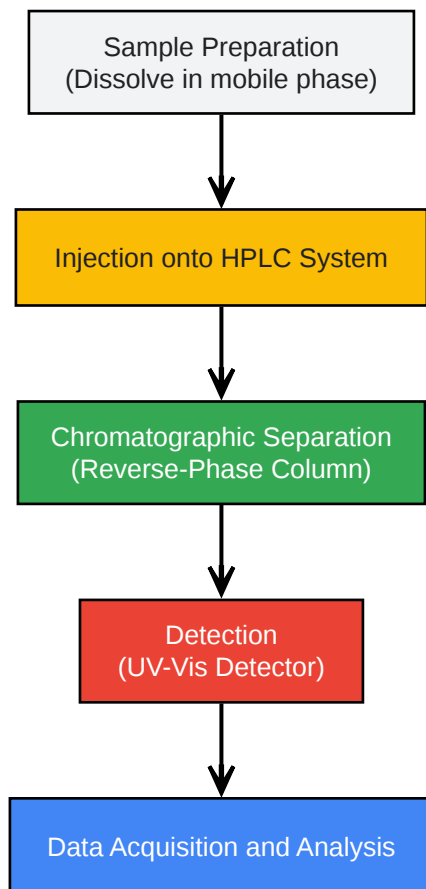 Sample Preparation
(Dissolve in mobile phase)
Injection onto HPLC System
Chromatographic Separation
(Reverse-Phase Column)
Detection
(UV-Vis Detector)
Data Acquisition and Analysis